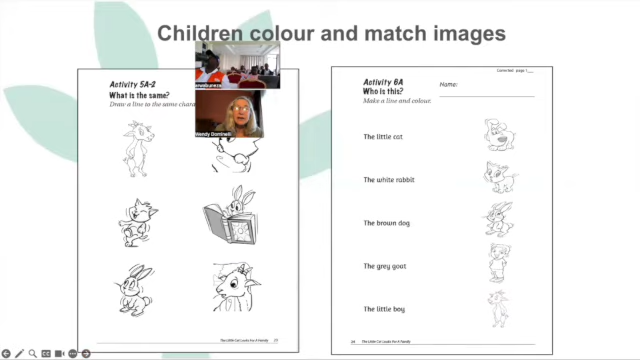 Children colour and match images
Activity 5A-2
What is the same?
Draw a line to the same chara
Wendy Dominelli
The Little Cat Looks For A Friendly
Activity 6A
Who is this?
Make a line and colour.
Name:
The little cat
The white rabbit
The brown dog
The grey goat
The little boy
The Little Cat Looks For A Friendly